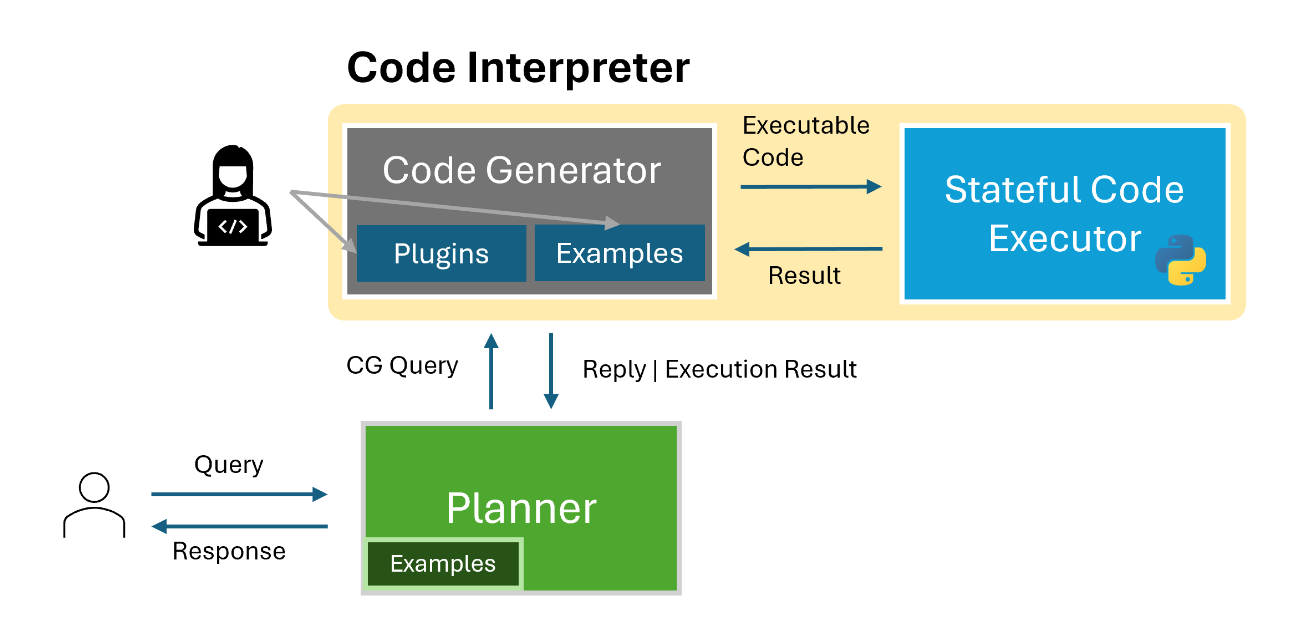 Code Interpreter
Executable
Code
Code Generator
Stateful Code
Executor
</>
Plugins
Examples
Result
CG Query
Reply | Execution Result
Query
Planner
Response
Examples